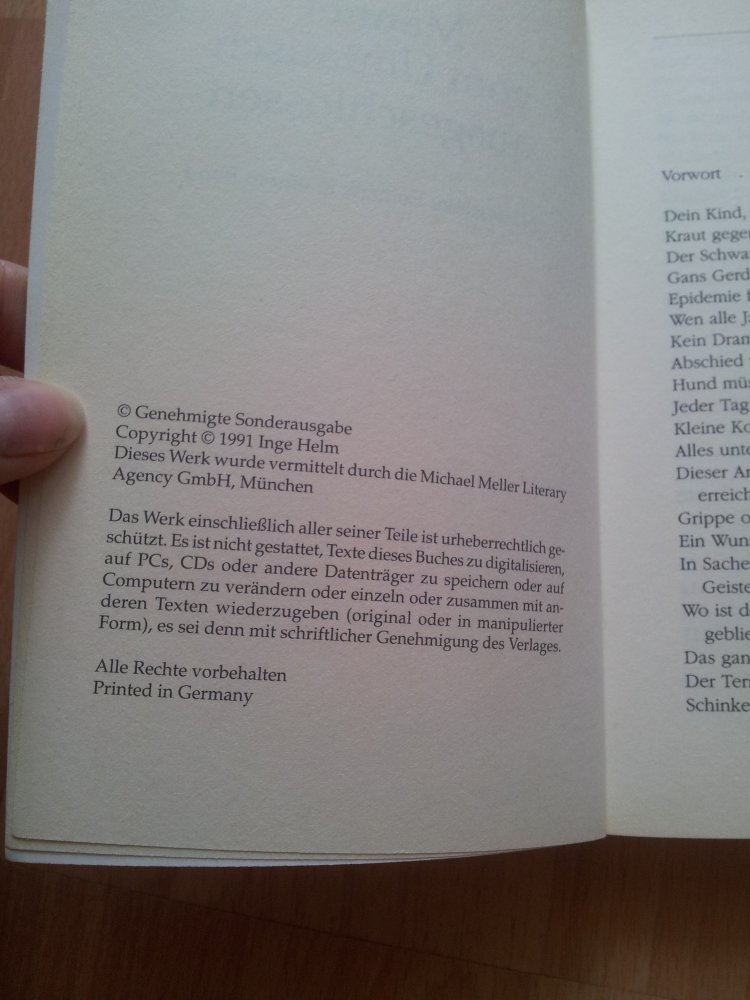 © Genehmigte Sonderausgabe
Copyright © 1991 Inge Helm
Dieses Werk wurde vermittelt durch die Michael Meller Literary
Agency GmbH, München
Das Werk einschließlich aller seiner Teile ist urheberrechtlich ge-
schützt. Es ist nicht gestattet, Texte dieses Buches zu digitalisieren,
auf PCs, CDs oder andere Datenträger zu speichern oder auf
Computern zu verändern oder einzeln oder zusammen mit an-
deren Texten wiederzugeben (original oder in manipulierter
Form), es sei denn mit schriftlicher Genehmigung des Verlages.
Alle Rechte vorbehalten
Printed in Germany
Vorwort .
Dein Kind,
Kraut gege
Der Schwa
Gans Gerd
Epidemie
Wen alle Ja
Kein Dram
Abschied
Hund mü
Jeder Tag
Kleine Ko
Alles unte
Dieser Ar
erreich
Grippe o
Ein Wun
In Sache
Geiste
Wo ist d
geblie
Das gan
Der Ter
Schinke